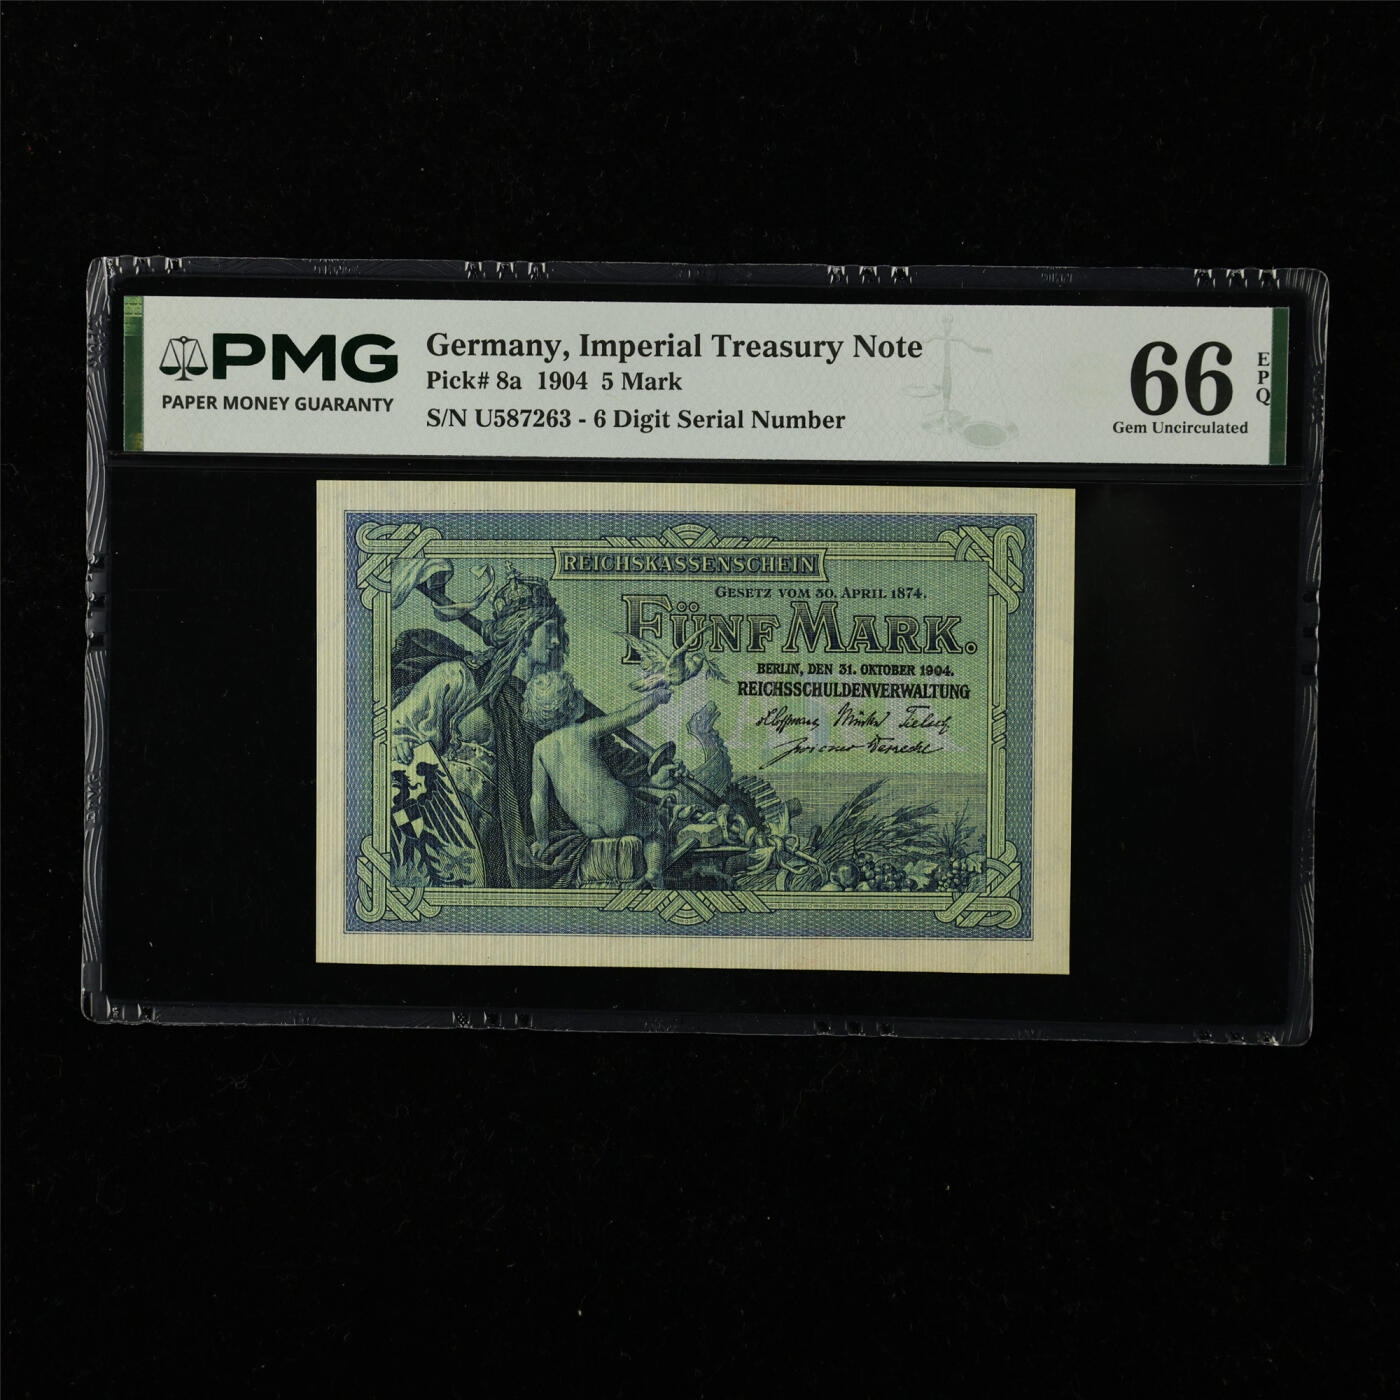 PMG
PAPER MONEY GUARANTY
Germany, Imperial Treasury Note
Pick# 8a 1904 5 Mark
S/N U587263 - 6 Digit Serial Number
66
EPQ
Gem Uncirculated
REICHSKASSENSCHEIN
GESETZ VOM 30. APRIL 1874.
FÜNF MARK.
BERLIN, DEN 31. OKTOBER 1904.
REICHSSCHULDENVERWALTUNG